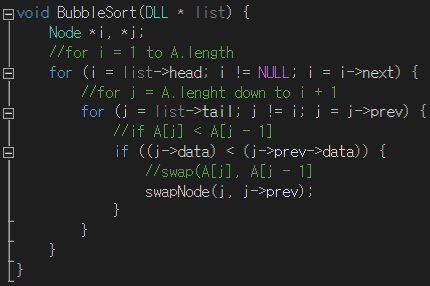 void BubbleSort(DLL * list) {
    Node *i, *j;
    //for i = 1 to A.length
    for (i = list->head; i != NULL; i = i->next) {
        //for j = A.lenght down to i + 1
        for (j = list->tail; j != i; j = j->prev) {
            //if A[j] < A[j - 1]
            if ((j->data) < (j->prev->data)) {
                //swap(A[j], A[j - 1]
                swapNode(j, j->prev);
            }
        }
    }
}